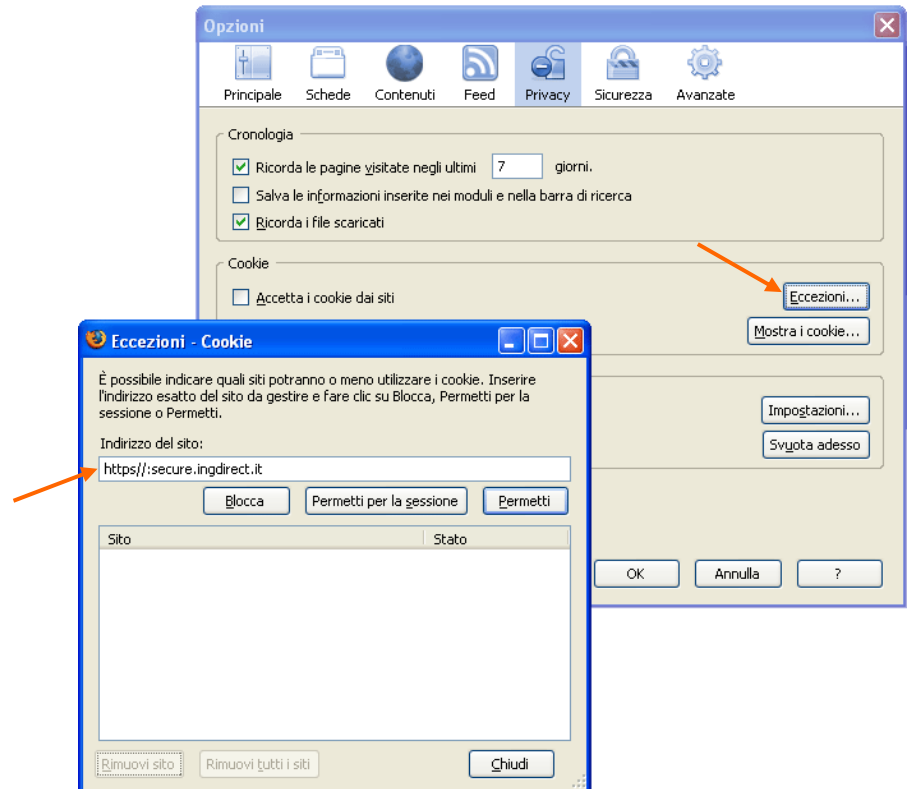 Opzioni
Principale Schede Contenuti Feed Privacy Sicurezza Avanzate
Cronologia
Ricorda le pagine visitate negli ultimi 7 giorni.
Salva le informazioni inserite nei moduli e nella barra di ricerca
Ricorda i file scaricati
Cookie
Accetta i cookie dai siti
Eccezioni...
Mostra i cookie...
Impostazioni...
Svuota adesso
OK Annulla ?
Eccezioni - Cookie
È possibile indicare quali siti potranno o meno utilizzare i cookie. Inserire
l'indirizzo esatto del sito da gestire e fare clic su Blocca, Permetti per la
sessione o Permetti.
Indirizzo del sito:
https//:secure.ingdirect.it
Blocca Permetti per la sessione Permetti
Sito Stato
Rimuovi sito Rimuovi tutti i siti Chiudi